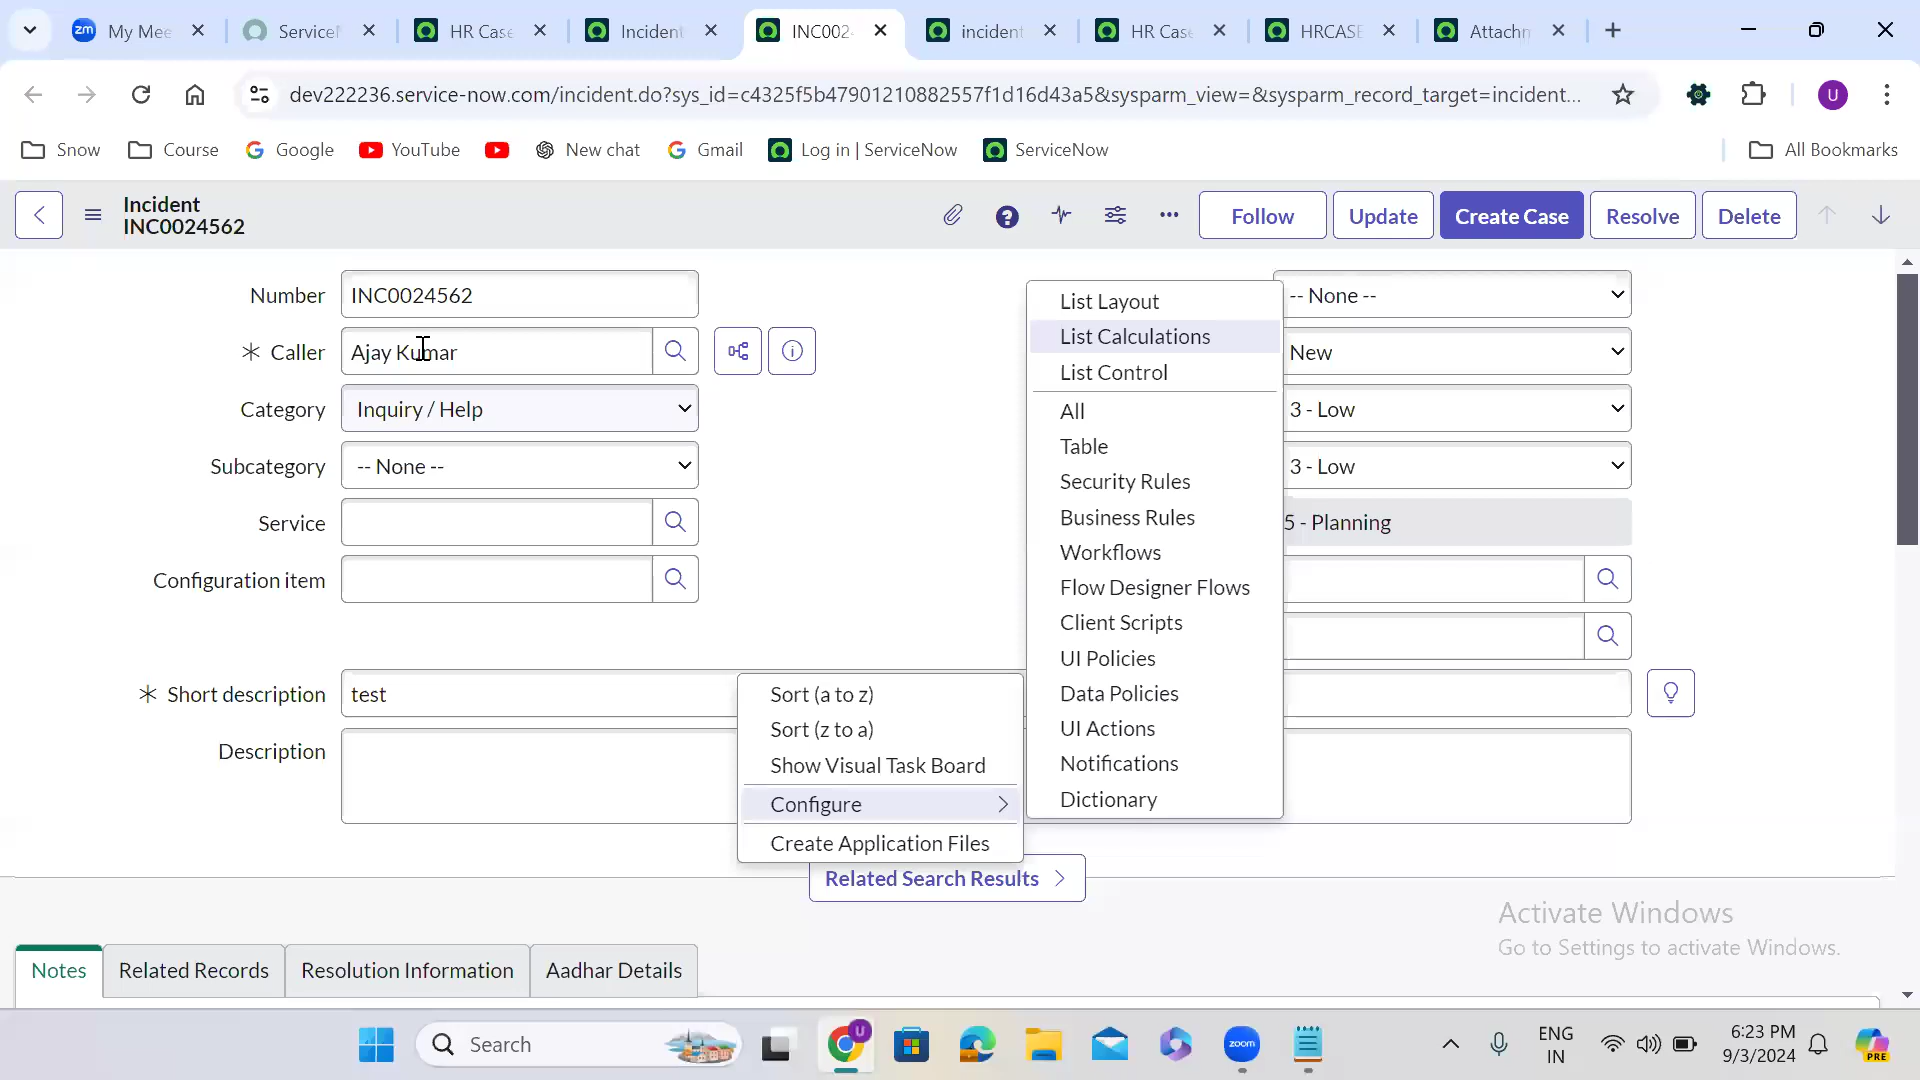 My Mee
ServiceN
HR Case
Incident
INC002
incident
HR Case
HRCASE
Attachm
dev222236.service-now.com/incident.do?sys_id=c4325f5b47901210882557f1d16d43a5&sysparm_view=&sysparm_record_target=incident...
U
Snow
Course
Google
YouTube
New chat
Gmail
Log in | ServiceNow
ServiceNow
All Bookmarks
Incident
INC0024562
Follow
Update
Create Case
Resolve
Delete
Number
INC0024562
-- None --
Caller
Ajay Kumar
New
Category
Inquiry / Help
3 - Low
Subcategory
-- None --
3 - Low
Service
5 - Planning
Configuration item
Short description
test
Description
List Layout
List Calculations
List Control
All
Table
Security Rules
Business Rules
Workflows
Flow Designer Flows
Client Scripts
UI Policies
Data Policies
UI Actions
Notifications
Dictionary
Sort (a to z)
Sort (z to a)
Show Visual Task Board
Configure
Create Application Files
Related Search Results
Activate Windows
Go to Settings to activate Windows.
Notes
Related Records
Resolution Information
Aadhar Details
Search
U
zoom
ENG
IN
6:23 PM
9/3/2024
PRE